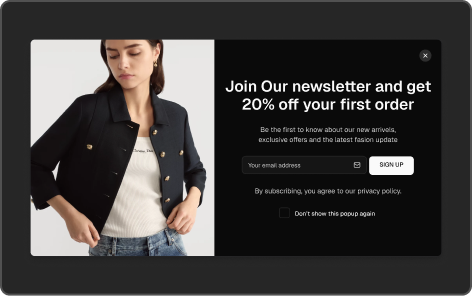 Join Our newsletter and get
20% off your first order
Be the first to know about our new arrivals,
exclusive offers and the latest fasion update
Your email address
SIGN UP
By subscribing, you agree to our privacy policy.
Don't show this popup again